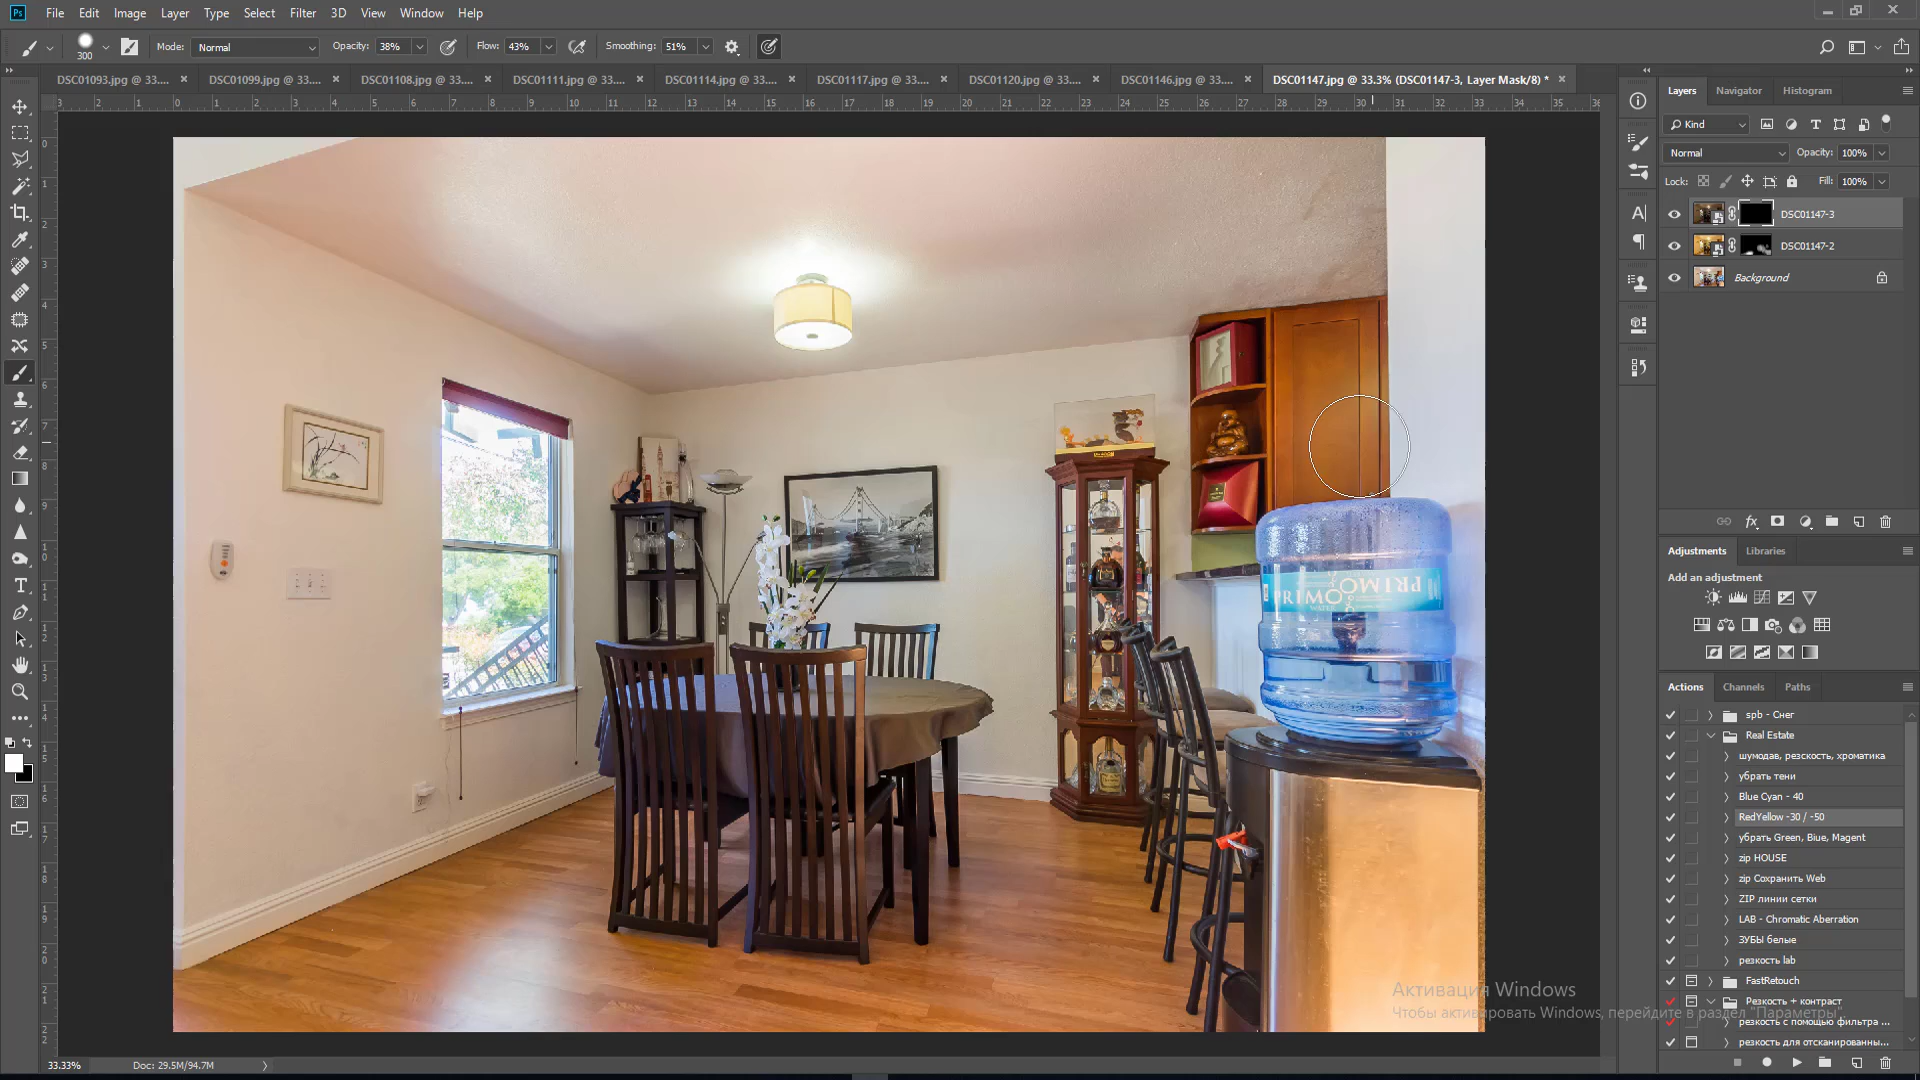 Ps File Edit Image Layer Type Select Filter 3D View Window Help
300 Mode: Normal Opacity: 38% Flow: 43% Smoothing: 51%
DSC01093.jpg @ 33.... × DSC01099.jpg @ 33.... × DSC01108.jpg @ 33.... × DSC01111.jpg @ 33.... × DSC01114.jpg @ 33.... × DSC01117.jpg @ 33.... × DSC01120.jpg @ 33.... × DSC01146.jpg @ 33.... × DSC01147.jpg @ 33.3% (DSC01147-3, Layer Mask/8) * ×
Layers Navigator Histogram
Kind
Normal Opacity: 100%
Lock: Fill: 100%
DSC01147-3
DSC01147-2
Background
Adjustments Libraries
Add an adjustment
Actions Channels Paths
spb - Снег
Real Estate
шумодав, резскость, хроматика
убрать тени
Blue Cyan - 40
RedYellow -30 / -50
убрать Green, Biue, Magent
zip HOUSE
zip Сохранить Web
ZIP линии сетки
LAB - Chromatic Aberration
ЗУБЫ белые
резкость lab
FastRetouch
Резкость + контраст
резкость с помощью фильтра ...
резкость для отсканированны...
PRIMO
WATER
PRIMO
Активация Windows
Чтобы активировать Windows, перейдите в раздел "Параметры".
33.33% Doc: 29.5M/94.7M